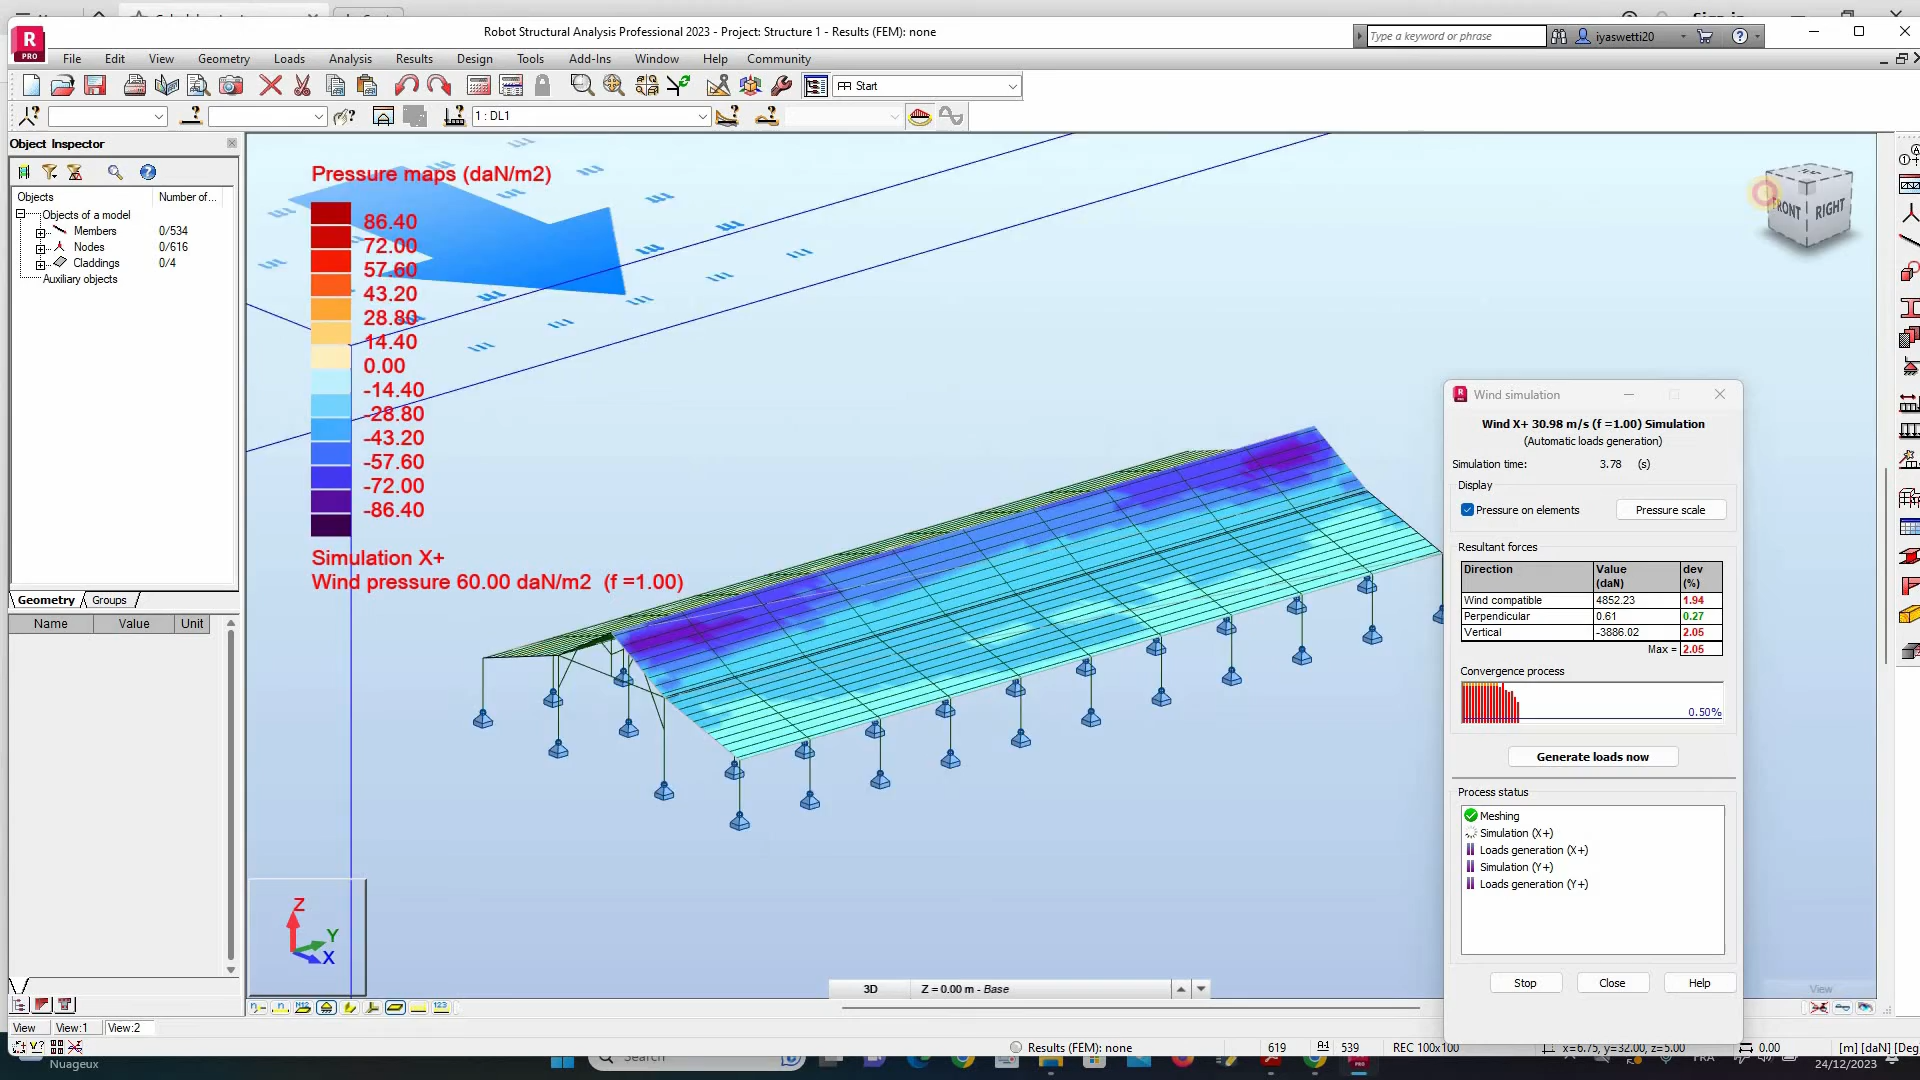 Robot Structural Analysis Professional 2023 - Project: Structure 1 - Results (FEM): none
Type a keyword or phrase
iyaswetti20
R
PRO
File Edit View Geometry Loads Analysis Results Design Tools Add-Ins Window Help Community
Start
1 : DL1
Object Inspector
Objects Number of...
Objects of a model
Members 0/534
Nodes 0/616
Claddings 0/4
Auxiliary objects
Geometry Groups
Name Value Unit
Pressure maps (daN/m2)
86.40
72.00
57.60
43.20
28.80
14.40
0.00
-14.40
-28.80
-43.20
-57.60
-72.00
-86.40
Simulation X+
Wind pressure 60.00 daN/m2 (f =1.00)
FRONT RIGHT
Wind simulation
Wind X+ 30.98 m/s (f =1.00) Simulation
(Automatic loads generation)
Simulation time: 3.78 (s)
Display
Pressure on elements
Pressure scale
Resultant forces
Direction Value (daN) dev (%)
Wind compatible 4852.23 1.94
Perpendicular 0.61 0.27
Vertical -3886.02 2.05
Max = 2.05
Convergence process
0.50%
Generate loads now
Process status
Meshing
Simulation (X+)
Loads generation (X+)
Simulation (Y+)
Loads generation (Y+)
Stop Close Help
Z
Y
X
3D Z = 0.00 m - Base
View
View View:1 View:2
Results (FEM): none 619 539 REC 100x100 x=6.75, y=32.00, z=5.00 0.00 [m] [daN] [Deg
Nuageux
Search
FRA
24/12/2023